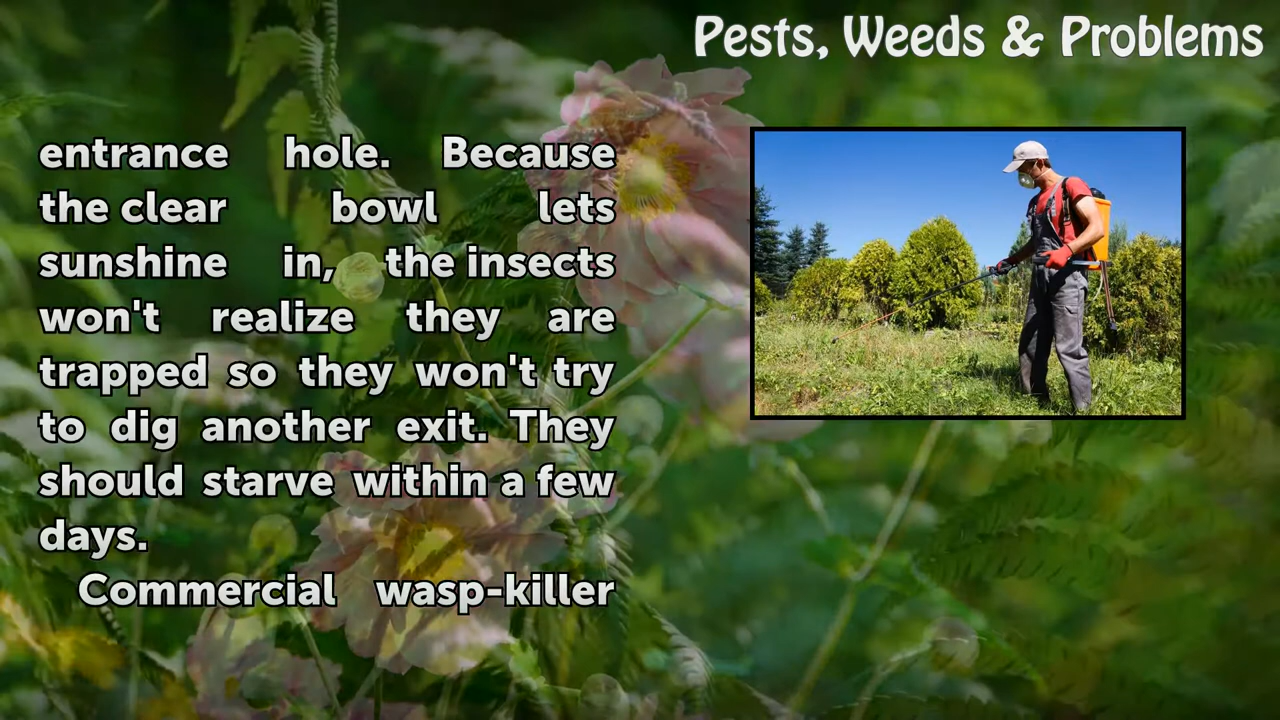 Pests, Weeds & Problems
entrance hole. Because
the clear bowl lets
sunshine in, the insects
won't realize they are
trapped so they won't try
to dig another exit. They
should starve within a few
days.
Commercial wasp-killer